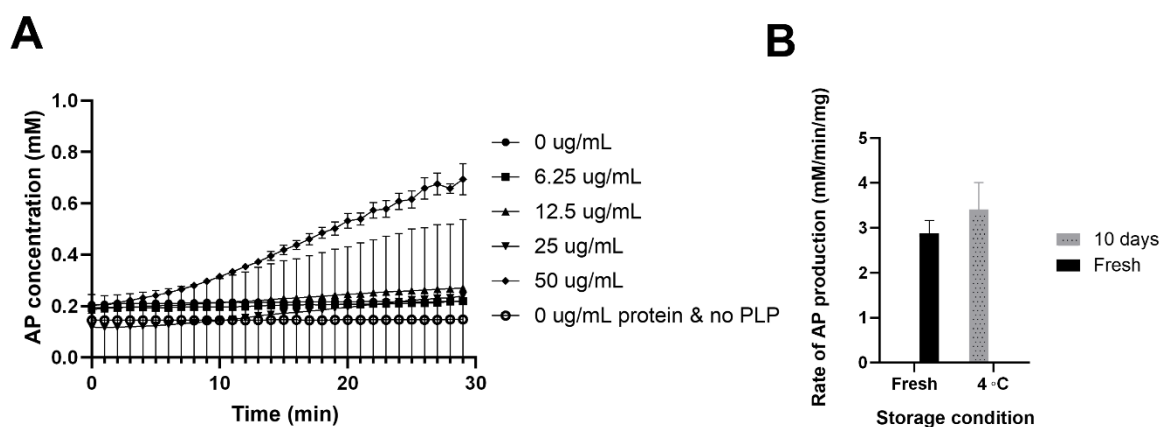 A
AP concentration (mM)
1.0
0.8
0.6
0.4
0.2
0.0
0
10
20
30
Time (min)
0 ug/mL
6.25 ug/mL
12.5 ug/mL
25 ug/mL
50 ug/mL
0 ug/mL protein & no PLP
B
Rate of AP production (mM/min/mg)
5
4
3
2
1
0
Fresh
4 °C
Storage condition
10 days
Fresh